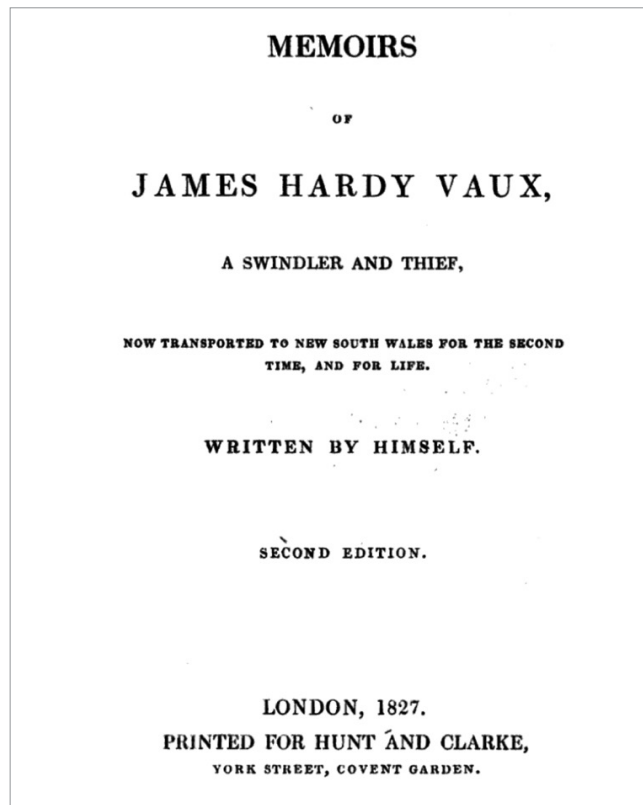 MEMOIRS
OF
JAMES HARDY VAUX,
A SWINDLER AND THIEF,
NOW TRANSPORTED TO NEW SOUTH WALES FOR THE SECOND
TIME, AND FOR LIFE.
WRITTEN BY HIMSELF.
SECOND EDITION.
LONDON, 1827.
PRINTED FOR HUNT AND CLARKE,
YORK STREET, COVENT GARDEN.